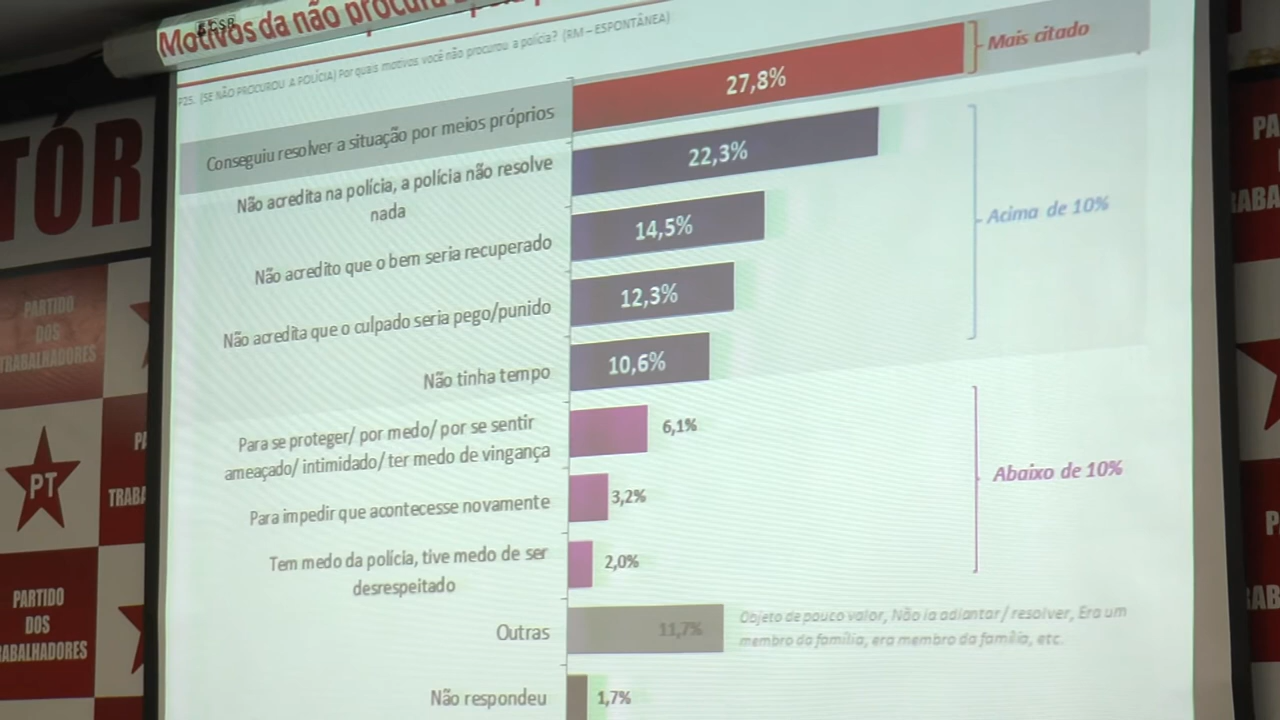 Motivos da não
P25. (SE NÃO PROCUROU A POLÍCIA) Por quais motivos você não procurou a polícia? (RM – ESPONTÂNEA)
27,8%
Mais citado
Conseguiu resolver a situação por meios próprios
22,3%
Não acredita na polícia, a polícia não resolve
nada
14,5%
Acima de 10%
Não acredito que o bem seria recuperado
12,3%
Não acredita que o culpado seria pego/punido
10,6%
Não tinha tempo
Para se proteger/ por medo/ por se sentir
ameaçado/ intimidado/ ter medo de vingança
6,1%
Abaixo de 10%
Para impedir que acontecesse novamente
3,2%
Tem medo da polícia, tive medo de ser
desrespeitado
2,0%
Outras
11,7%
Objeto de pouco valor, Não ia adiantar/ resolver, Era um
membro da família, era membro da família, etc.
Não respondeu
1,7%
TÓR
PARTIDO
DOS
TRABALHADORES
PT
TRABA
PARTIDO
DOS
RABALHADORES